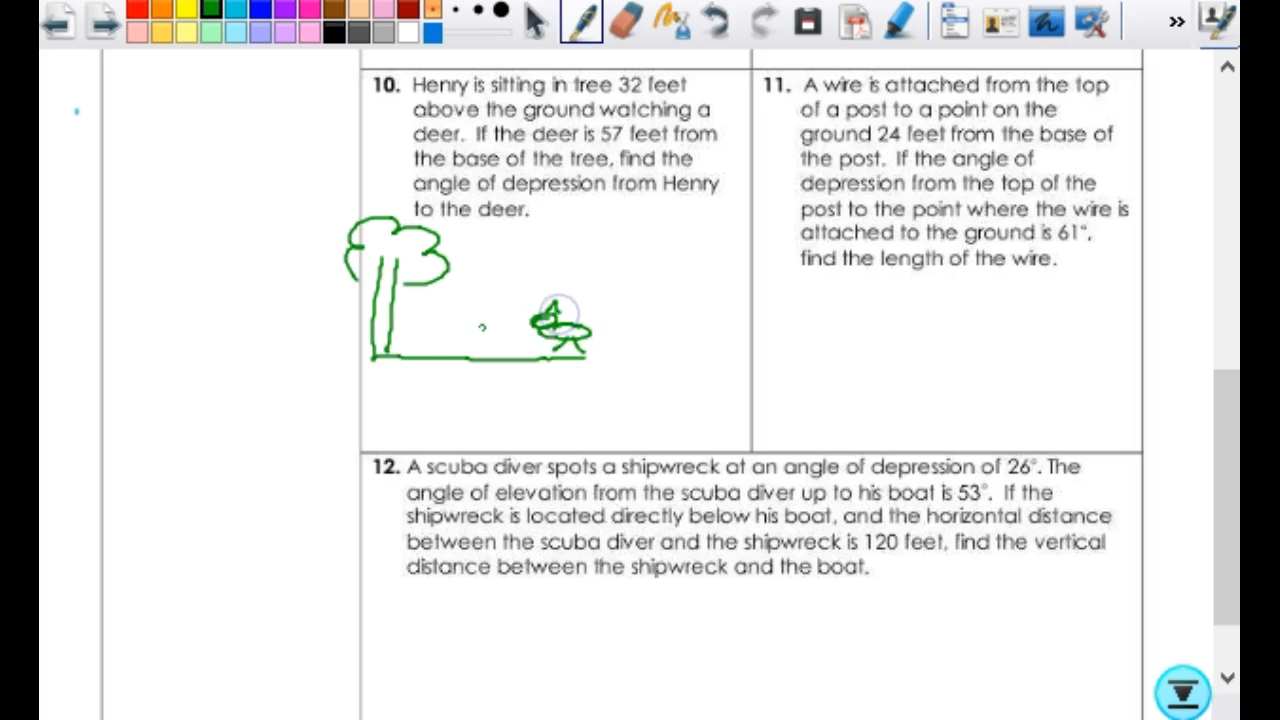 »
10. Henry is sitting in tree 32 feet
above the ground watching a
deer. If the deer is 57 feet from
the base of the tree, find the
angle of depression from Henry
to the deer.
11. A wire is attached from the top
of a post to a point on the
ground 24 feet from the base of
the post. If the angle of
depression from the top of the
post to the point where the wire is
attached to the ground is 61°,
find the length of the wire.
12. A scuba diver spots a shipwreck at an angle of depression of 26°. The
angle of elevation from the scuba diver up to his boat is 53°. If the
shipwreck is located directly below his boat, and the horizontal distance
between the scuba diver and the shipwreck is 120 feet, find the vertical
distance between the shipwreck and the boat.